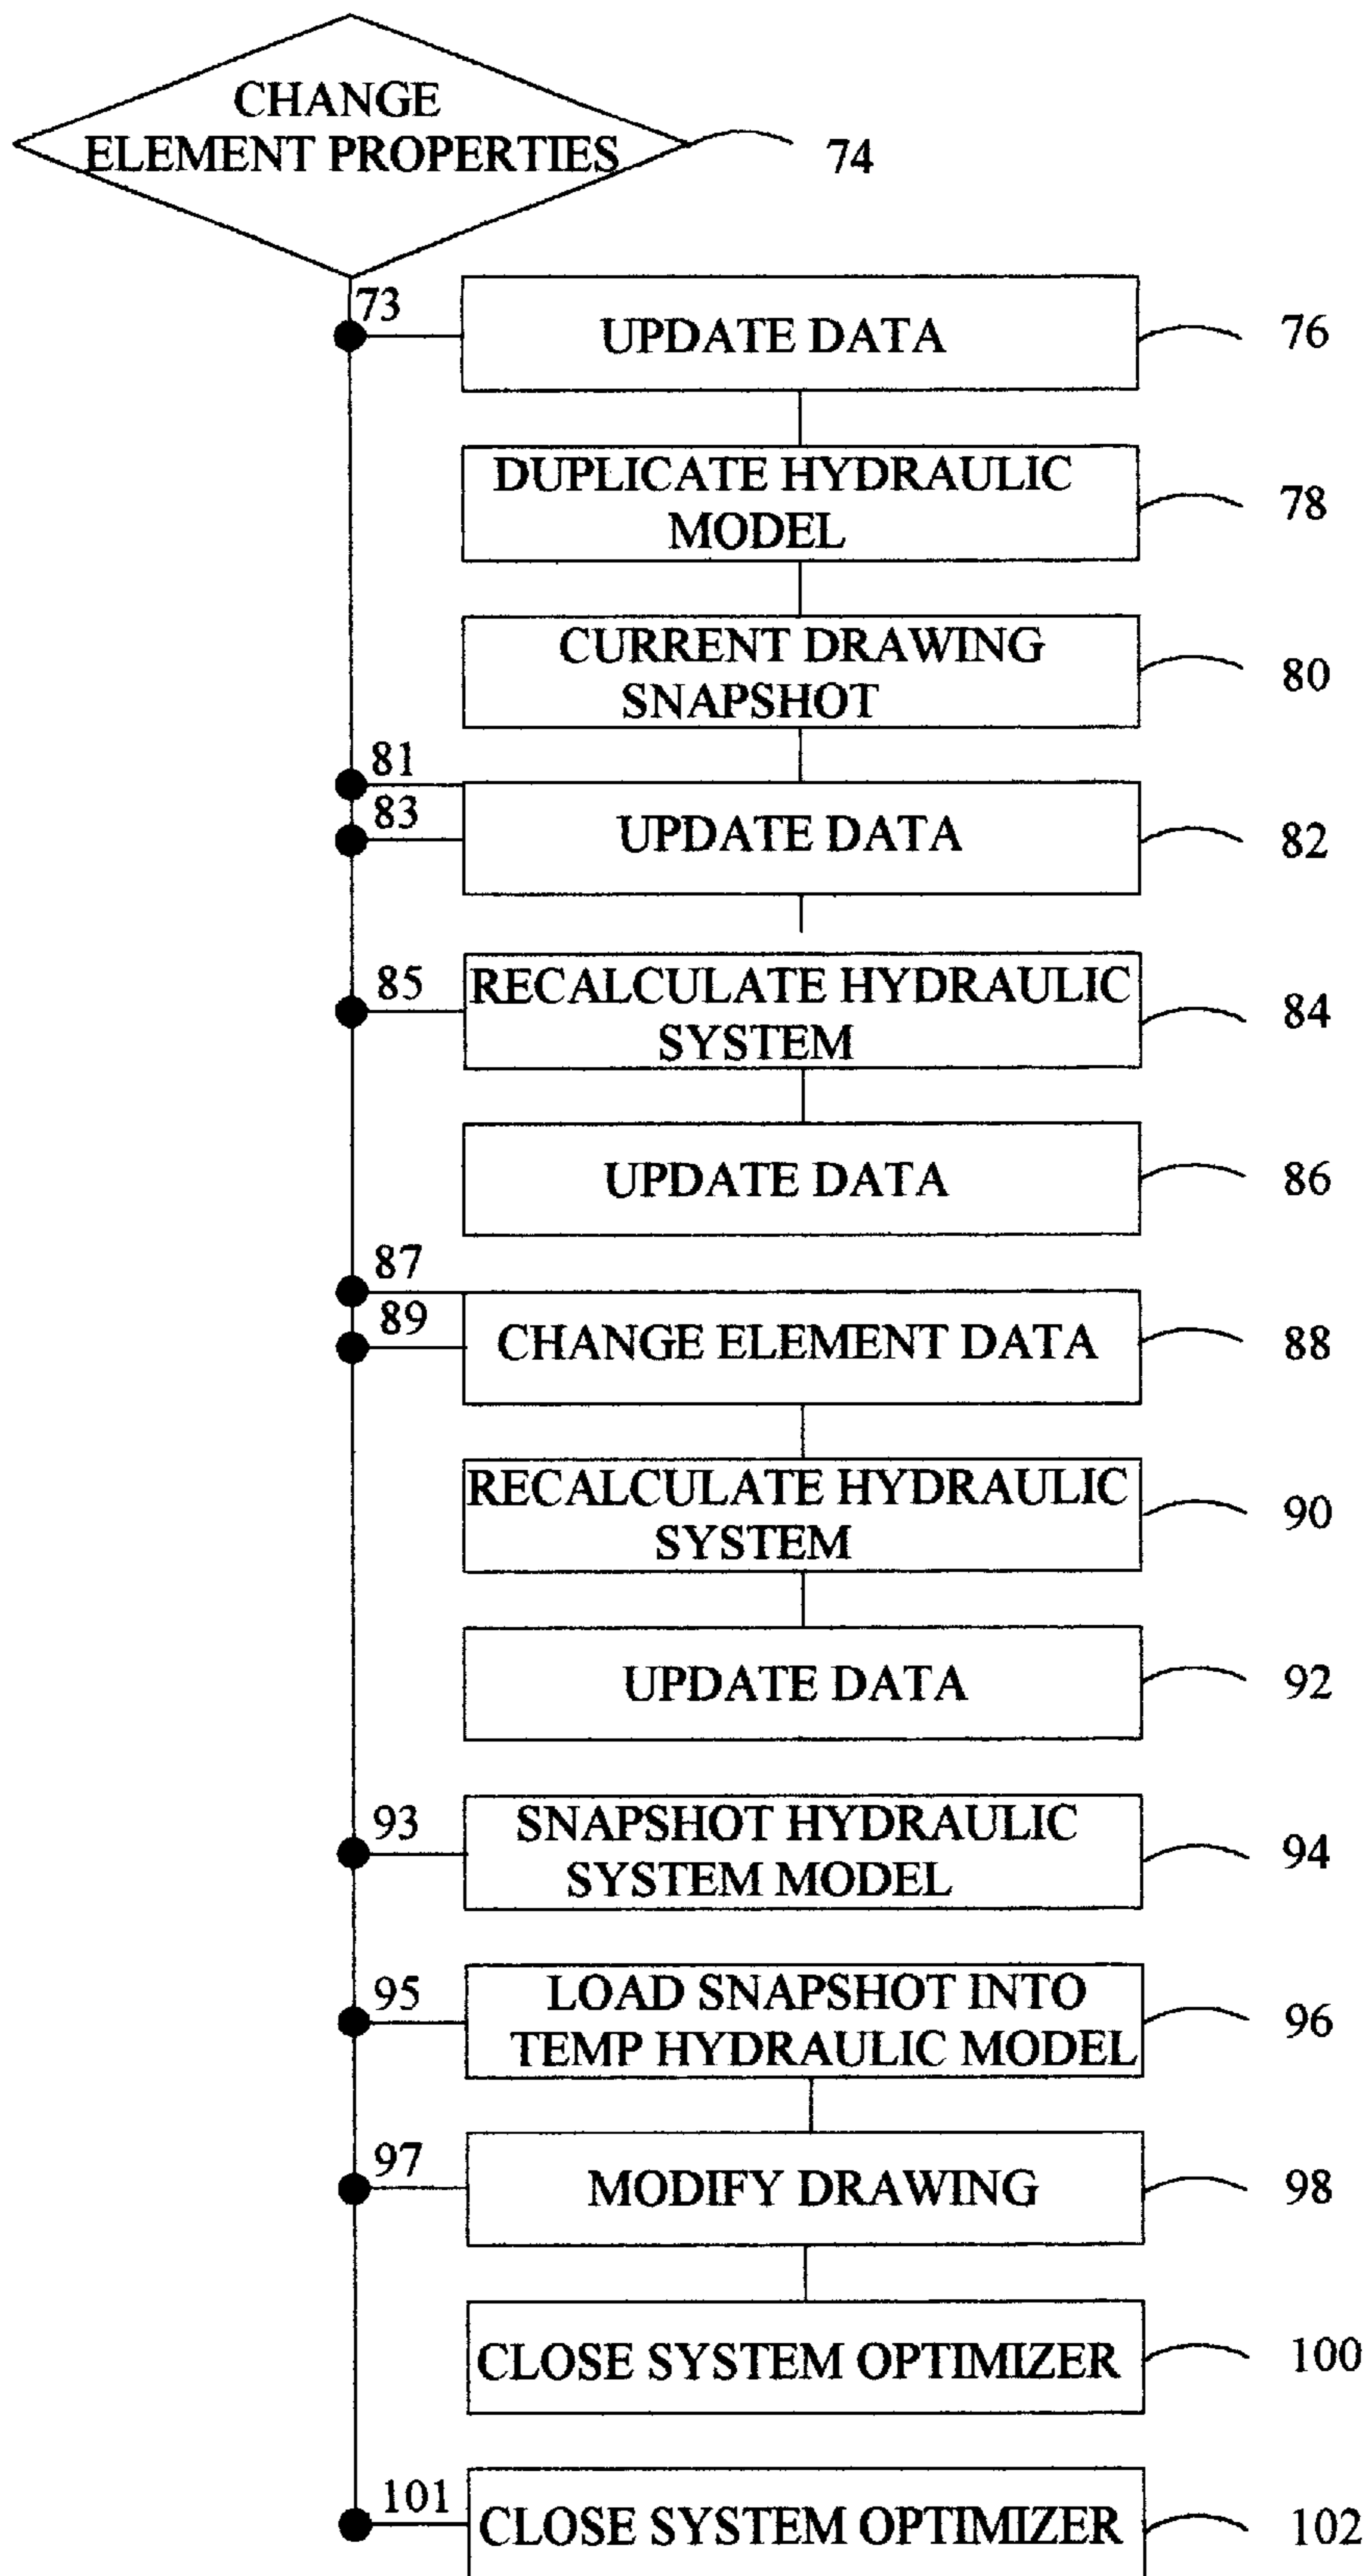 CHANGE
ELEMENT PROPERTIES
74
73
UPDATE DATA
76
DUPLICATE HYDRAULIC
MODEL
78
CURRENT DRAWING
SNAPSHOT
80
81
83
UPDATE DATA
82
85
RECALCULATE HYDRAULIC
SYSTEM
84
UPDATE DATA
86
87
89
CHANGE ELEMENT DATA
88
RECALCULATE HYDRAULIC
SYSTEM
90
UPDATE DATA
92
93
SNAPSHOT HYDRAULIC
SYSTEM MODEL
94
95
LOAD SNAPSHOT INTO
TEMP HYDRAULIC MODEL
96
97
MODIFY DRAWING
98
CLOSE SYSTEM OPTIMIZER
100
101
CLOSE SYSTEM OPTIMIZER
102